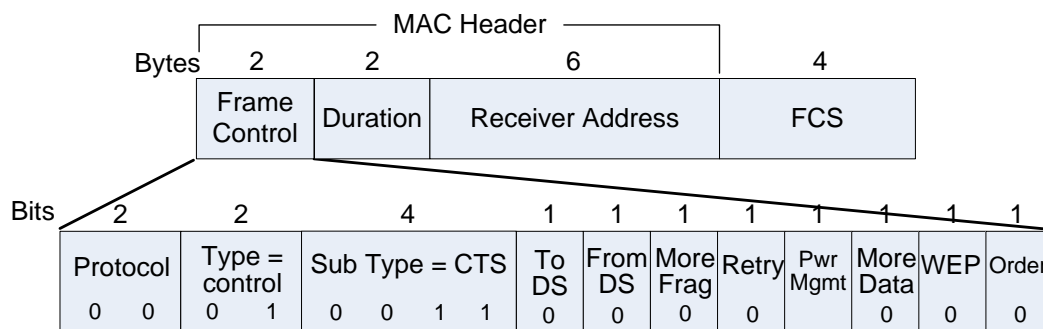 MAC Header
Bytes 2 2 6 4
Frame Control Duration Receiver Address FCS
Bits 2 2 4 1 1 1 1 1 1 1 1
Protocol Type = control Sub Type = CTS To DS From DS More Frag Retry Pwr Mgmt More Data WEP Order
0 0 0 1 0 0 1 1 0 0 0 0 0 0 0